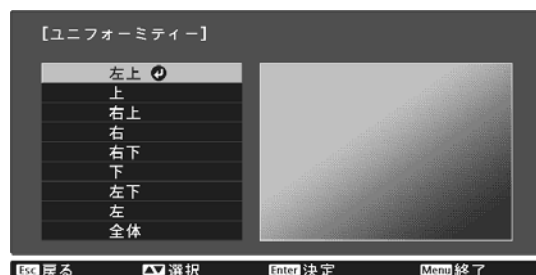 [ユニフォーミティー]
左上
上
右上
右
右下
下
左下
左
全体
Esc 戻る ▲▼ 選択 Enter 決定 Menu 終了